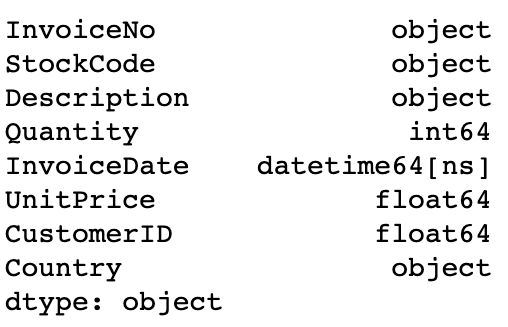 InvoiceNo object
StockCode object
Description object
Quantity int64
InvoiceDate datetime64[ns]
UnitPrice float64
CustomerID float64
Country object
dtype: object